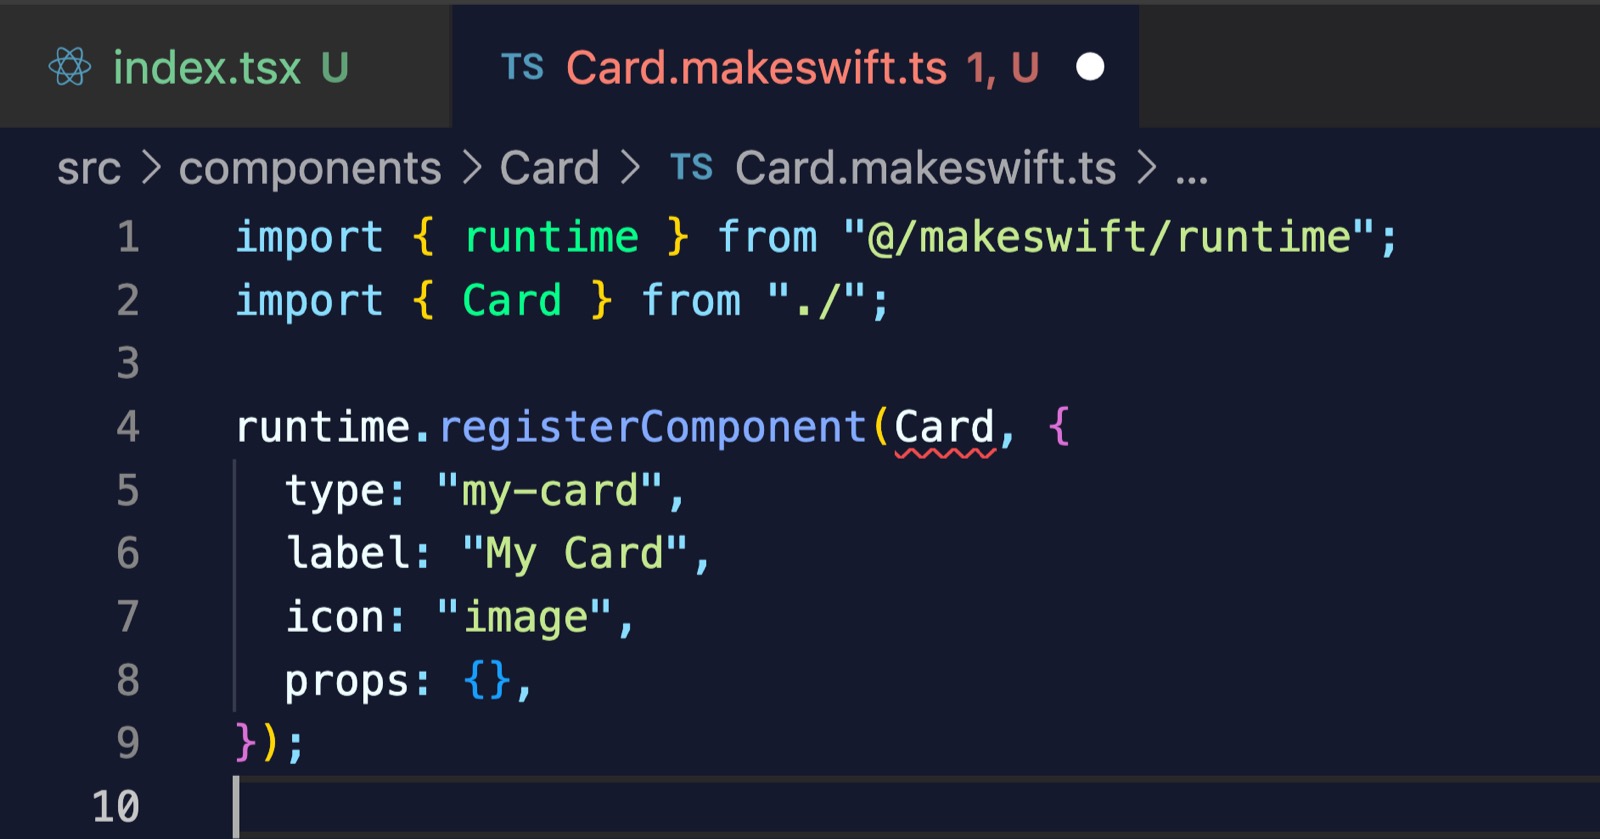 index.tsx U TS Card.makeswift.ts 1, U
src > components > Card > TS Card.makeswift.ts > ...
1 import { runtime } from "@/makeswift/runtime";
2 import { Card } from "./";
3
4 runtime.registerComponent(Card, {
5 type: "my-card",
6 label: "My Card",
7 icon: "image",
8 props: {},
9 });
10